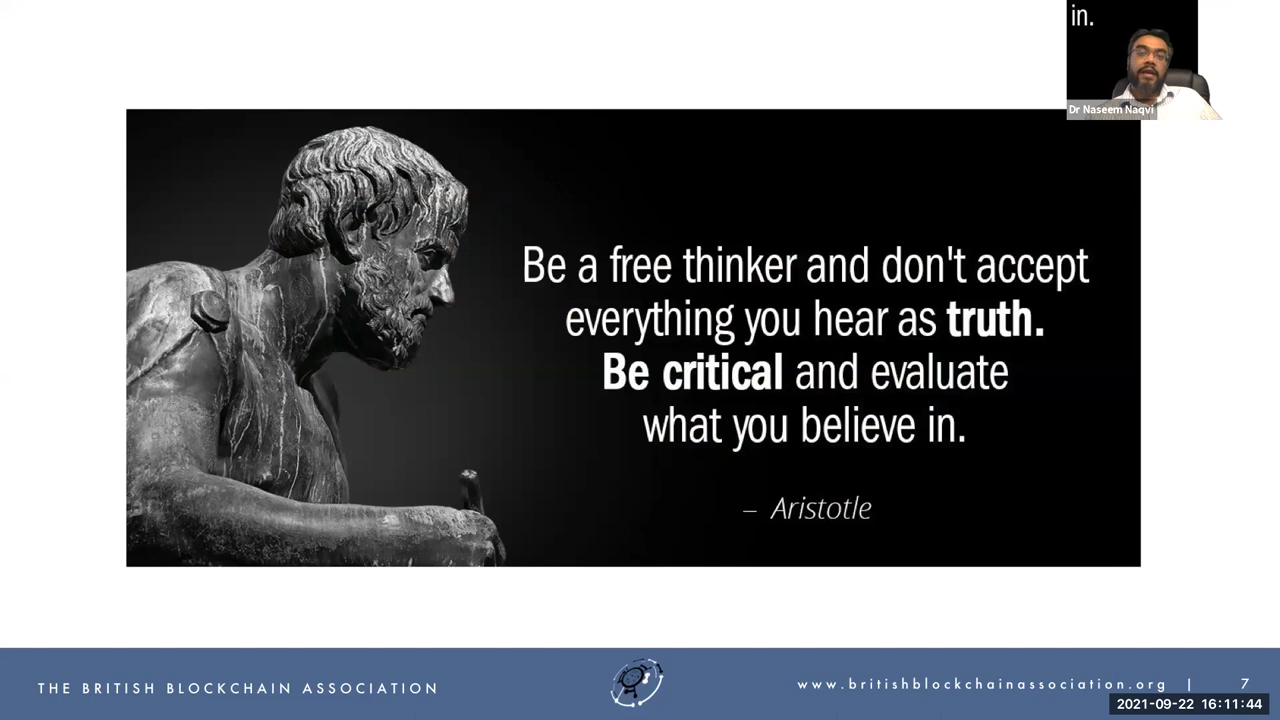 in.
Dr Naseem Naqvi
Be a free thinker and don't accept
everything you hear as truth.
Be critical and evaluate
what you believe in.
– Aristotle
THE BRITISH BLOCKCHAIN ASSOCIATION
www.britishblockchainassociation.org | 7
2021-09-22 16:11:44